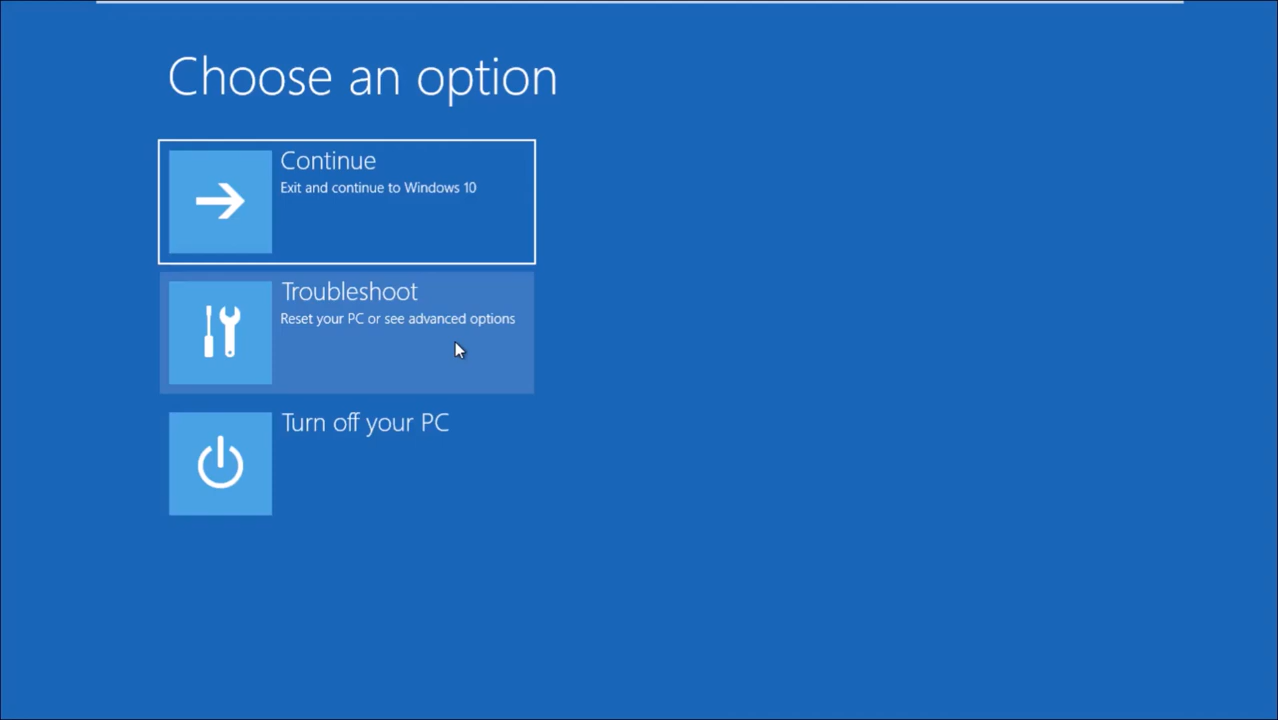 Choose an option
Continue
Exit and continue to Windows 10
Troubleshoot
Reset your PC or see advanced options
Turn off your PC